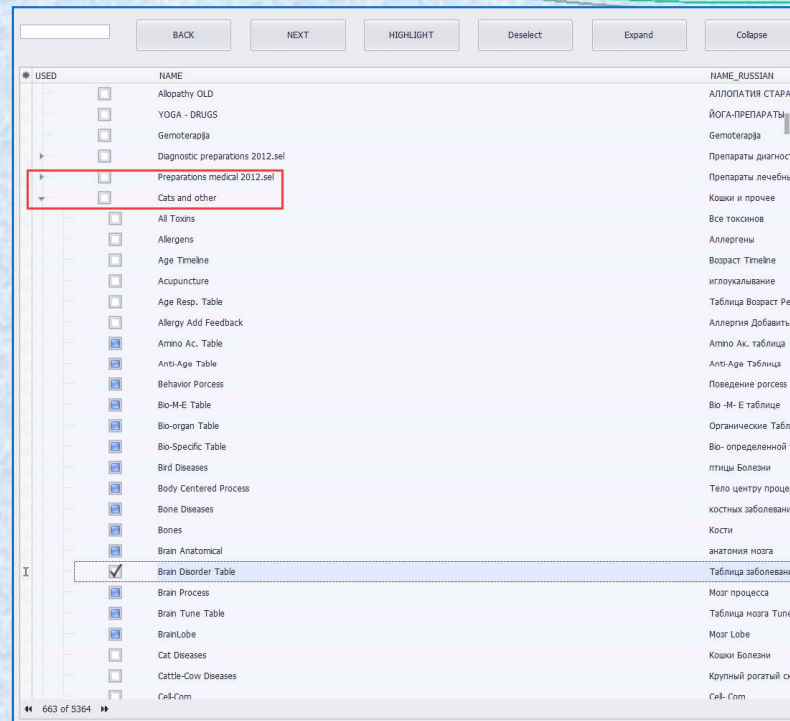 BACK NEXT HIGHLIGHT Deselect Expand Collapse
USED NAME NAME_RUSSIAN
Allopathy OLD АЛЛОПАТИЯ СТАРА
YOGA - DRUGS ЙОГА-ПРЕПАРАТЫ
Gemoterapija Gemoterapija
Diagnostic preparations 2012.sel Препараты диагност
Preparations medical 2012.sel Препараты лечебны
Cats and other Кошки и прочее
All Toxins Все токсинов
Allergens Аллергены
Age Timeline Возраст Timeline
Acupuncture иглоукалывание
Age Resp. Table Таблица Возраст Ре
Allergy Add Feedback Аллергия Добавить
Amino Ac. Table Amino Ак. таблица
Anti-Age Table Anti-Age Таблица
Behavior Porcess Поведение porcess
Bio-M-E Table Bio -M- E таблице
Bio-organ Table Органические Табл
Bio-Specific Table Bio- определенной
Bird Diseases птицы Болезни
Body Centered Process Тело центру проце
Bone Diseases костных заболевани
Bones Кости
Brain Anatomical анатомия мозга
Brain Disorder Table Таблица заболевани
Brain Process Мозг процесса
Brain Tune Table Таблица мозга Tune
BrainLobe Мозг Lobe
Cat Diseases Кошки Болезни
Cattle-Cow Diseases Крупный рогатый ск
Cell-Com Cell- Com
663 of 5364